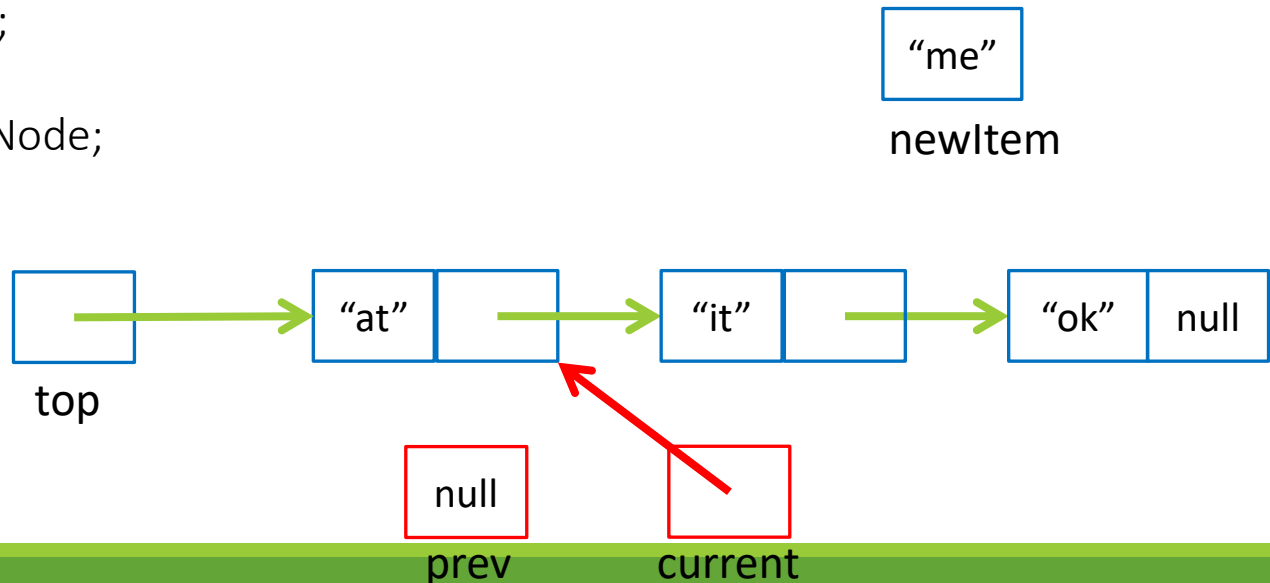 ;
“me”
Node;
newItem
“at”
“it”
“ok”
null
top
null
prev
current